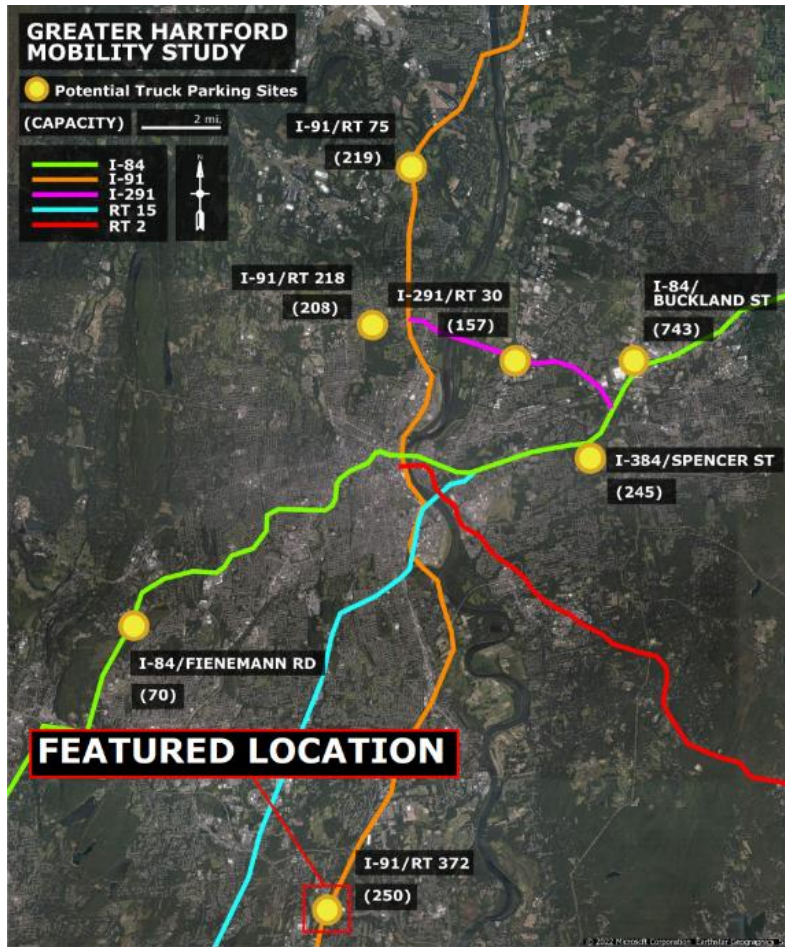 GREATER HARTFORD
MOBILITY STUDY
Potential Truck Parking Sites
(CAPACITY)
2 mi.
I-84
I-91
I-291
RT 15
RT 2
N
I-91/RT 75
(219)
I-91/RT 218
(208)
I-291/RT 30
(157)
I-84/
BUCKLAND ST
(743)
I-384/SPENCER ST
(245)
I-84/FIENEMANN RD
(70)
FEATURED LOCATION
I-91/RT 372
(250)
© 2022 Microsoft Corporation Earthstar Geographics S